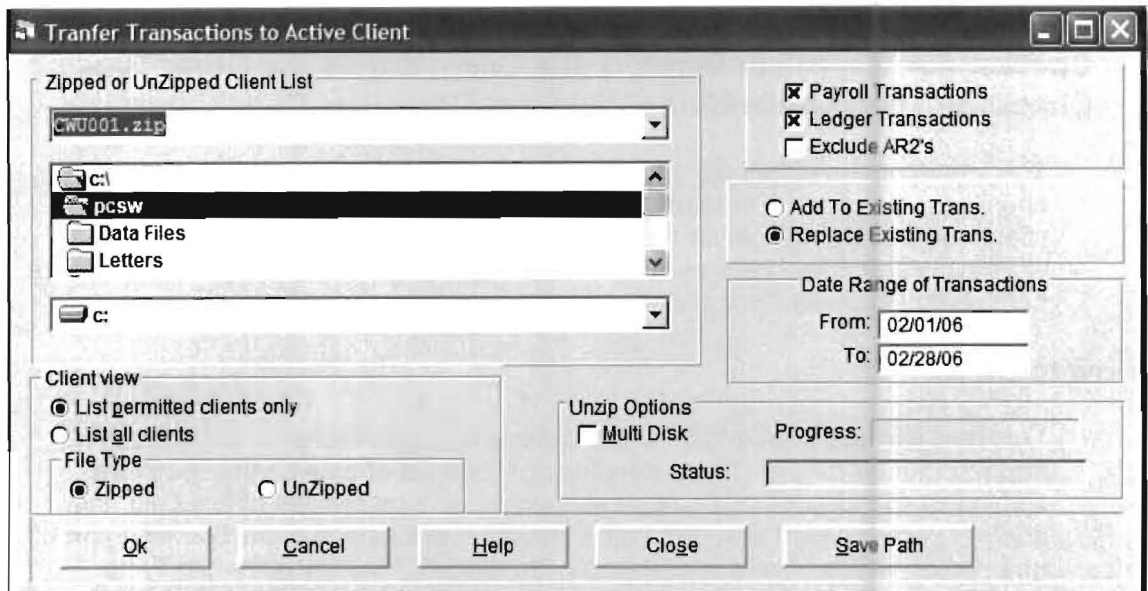 Tranfer Transactions to Active Client
Zipped or UnZipped Client List
CWU001.zip
c:\
pcsw
Data Files
Letters
c:
Payroll Transactions
Ledger Transactions
Exclude AR2's
Add To Existing Trans.
Replace Existing Trans.
Date Range of Transactions
From: 02/01/06
To: 02/28/06
Client view
List permitted clients only
List all clients
File Type
Zipped UnZipped
Unzip Options
Multi Disk Progress:
Status:
Ok Cancel Help Close Save Path